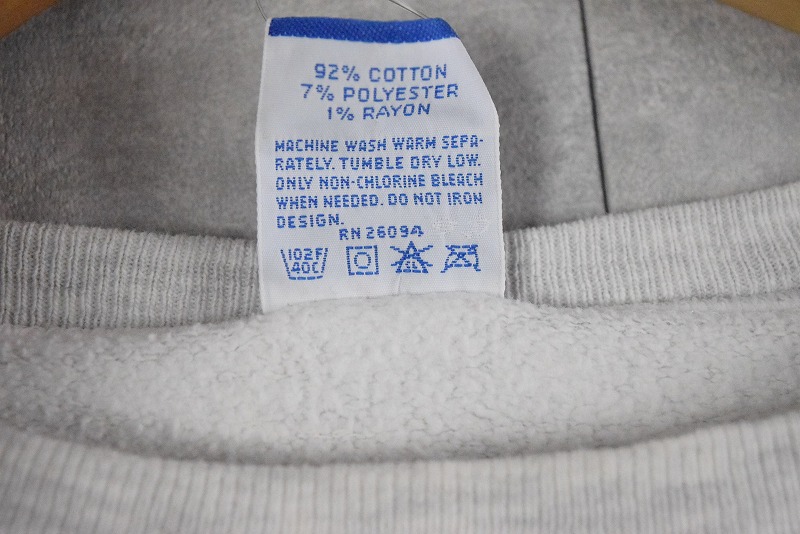 92% COTTON
7% POLYESTER
1% RAYON
MACHINE WASH WARM SEPA-
RATELY. TUMBLE DRY LOW.
ONLY NON-CHLORINE BLEACH
WHEN NEEDED. DO NOT IRON
DESIGN.
RN 26094
102F
40C
CL